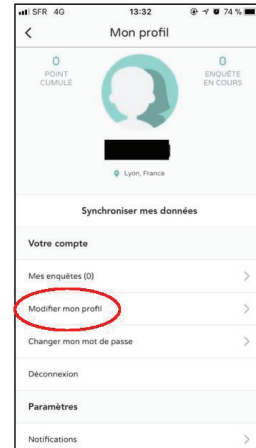 SFR 4G 13:32 74 %
Mon profil
0 0
POINT ENQUÊTE
CUMULÉ EN COURS
Lyon, France
Synchroniser mes données
Votre compte
Mes enquêtes (0)
Modifier mon profil
Changer mon mot de passe
Déconnexion
Paramètres
Notifications